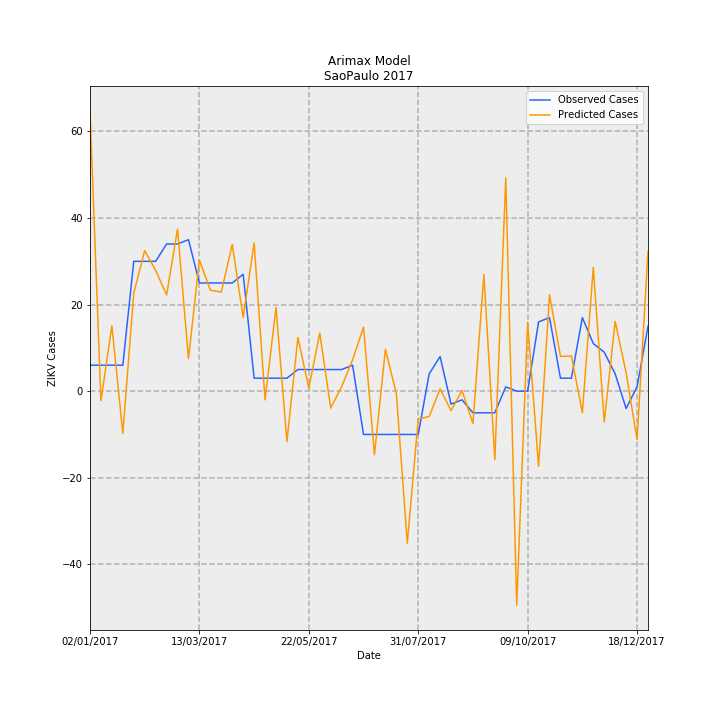 Arimax Model
SaoPaulo 2017
Observed Cases
Predicted Cases
60
40
20
0
−20
−40
ZIKV Cases
02/01/2017
13/03/2017
22/05/2017
31/07/2017
09/10/2017
18/12/2017
Date